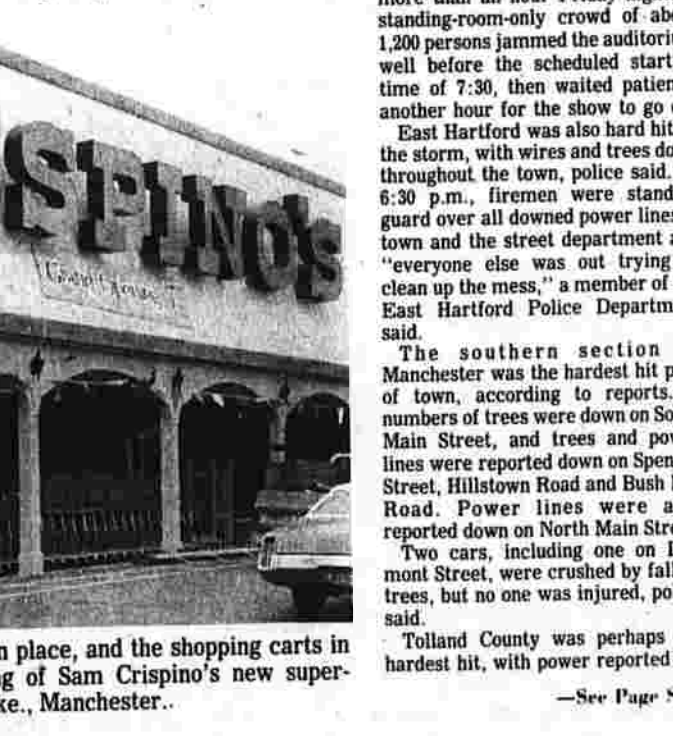 SPINO'S
n place, and the shopping carts in
g of Sam Crispino's new super-
ke., Manchester..
standing-room-only crowd of abo
1,200 persons jammed the auditori
well before the scheduled start
time of 7:30, then waited patien
another hour for the show to go
East Hartford was also hard hit
the storm, with wires and trees do
throughout the town, police said.
6:30 p.m., firemen were stand
guard over all downed power lines
town and the street department a
"everyone else was out trying
clean up the mess," a member of
East Hartford Police Departm
said.
The southern section
Manchester was the hardest hit p
of town, according to reports.
numbers of trees were down on So
Main Street, and trees and pow
lines were reported down on Spen
Street, Hillstown Road and Bush
Road. Power lines were a
reported down on North Main Stre
Two cars, including one on
mont Street, were crushed by fall
trees, but no one was injured, po
said.
Tolland County was perhaps
hardest hit, with power reported
—See Page